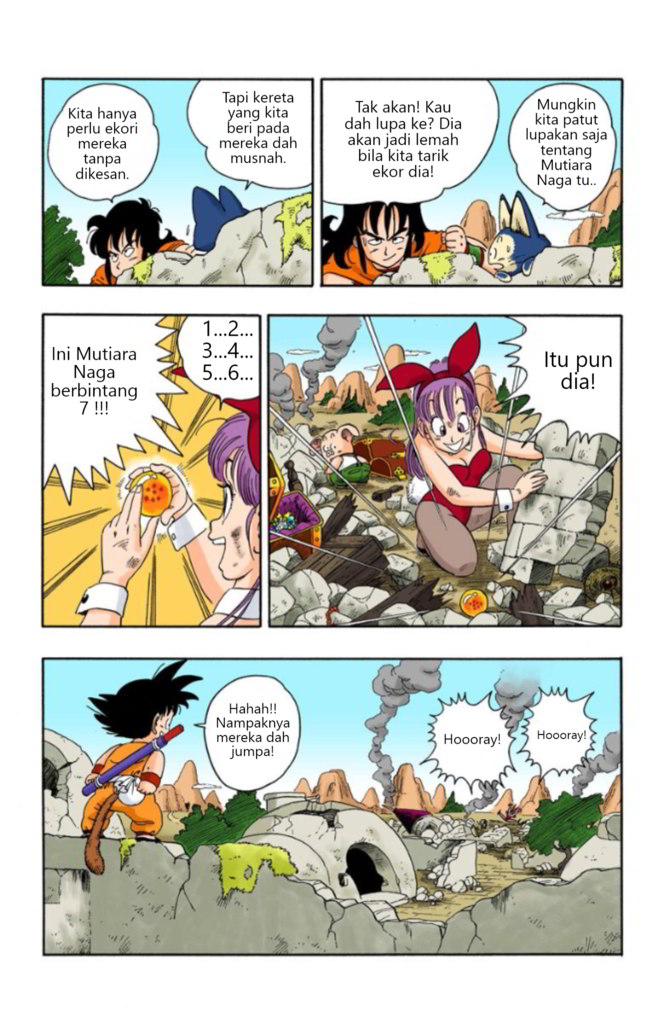 Mungkin
kita patut
lupakan saja
tentang
Mutiara
Naga tu..
Tak akan! Kau
dah lupa ke? Dia
akan jadi lemah
bila kita tarik
ekor dia!
Tapi kereta
yang kita
beri pada
mereka dah
musnah.
Kita hanya
perlu ekori
mereka
tanpa
dikesan.
Itu pun
dia!
1...2...
3...4...
5...6...
Ini Mutiara
Naga
berbintang
7 !!!
Hoooray!
Hoooray!
Hahah!!
Nampaknya
mereka dah
jumpa!